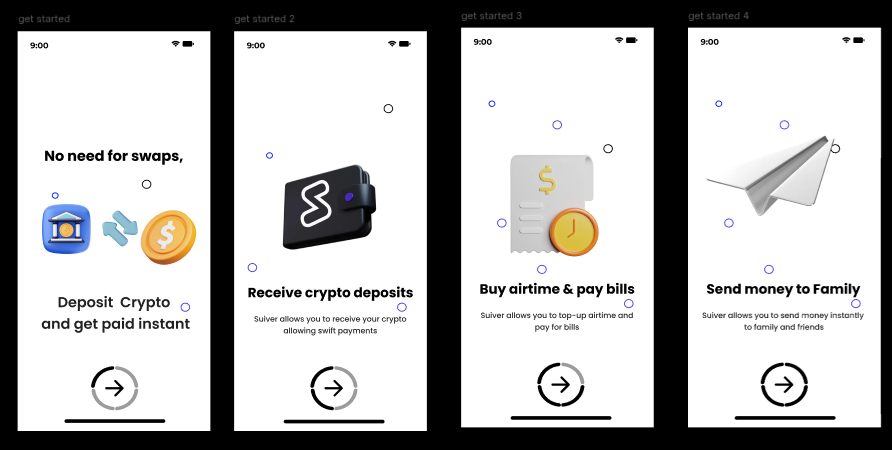 get started
9:00
No need for swaps,
$
Deposit Crypto
and get paid instant
get started 2
9:00
Receive crypto deposits
Suiver allows you to receive your crypto
allowing swift payments
get started 3
9:00
$
Buy airtime & pay bills
Suiver allows you to top-up airtime and
pay for bills
get started 4
9:00
Send money to Family
Suiver allows you to send money instantly
to family and friends